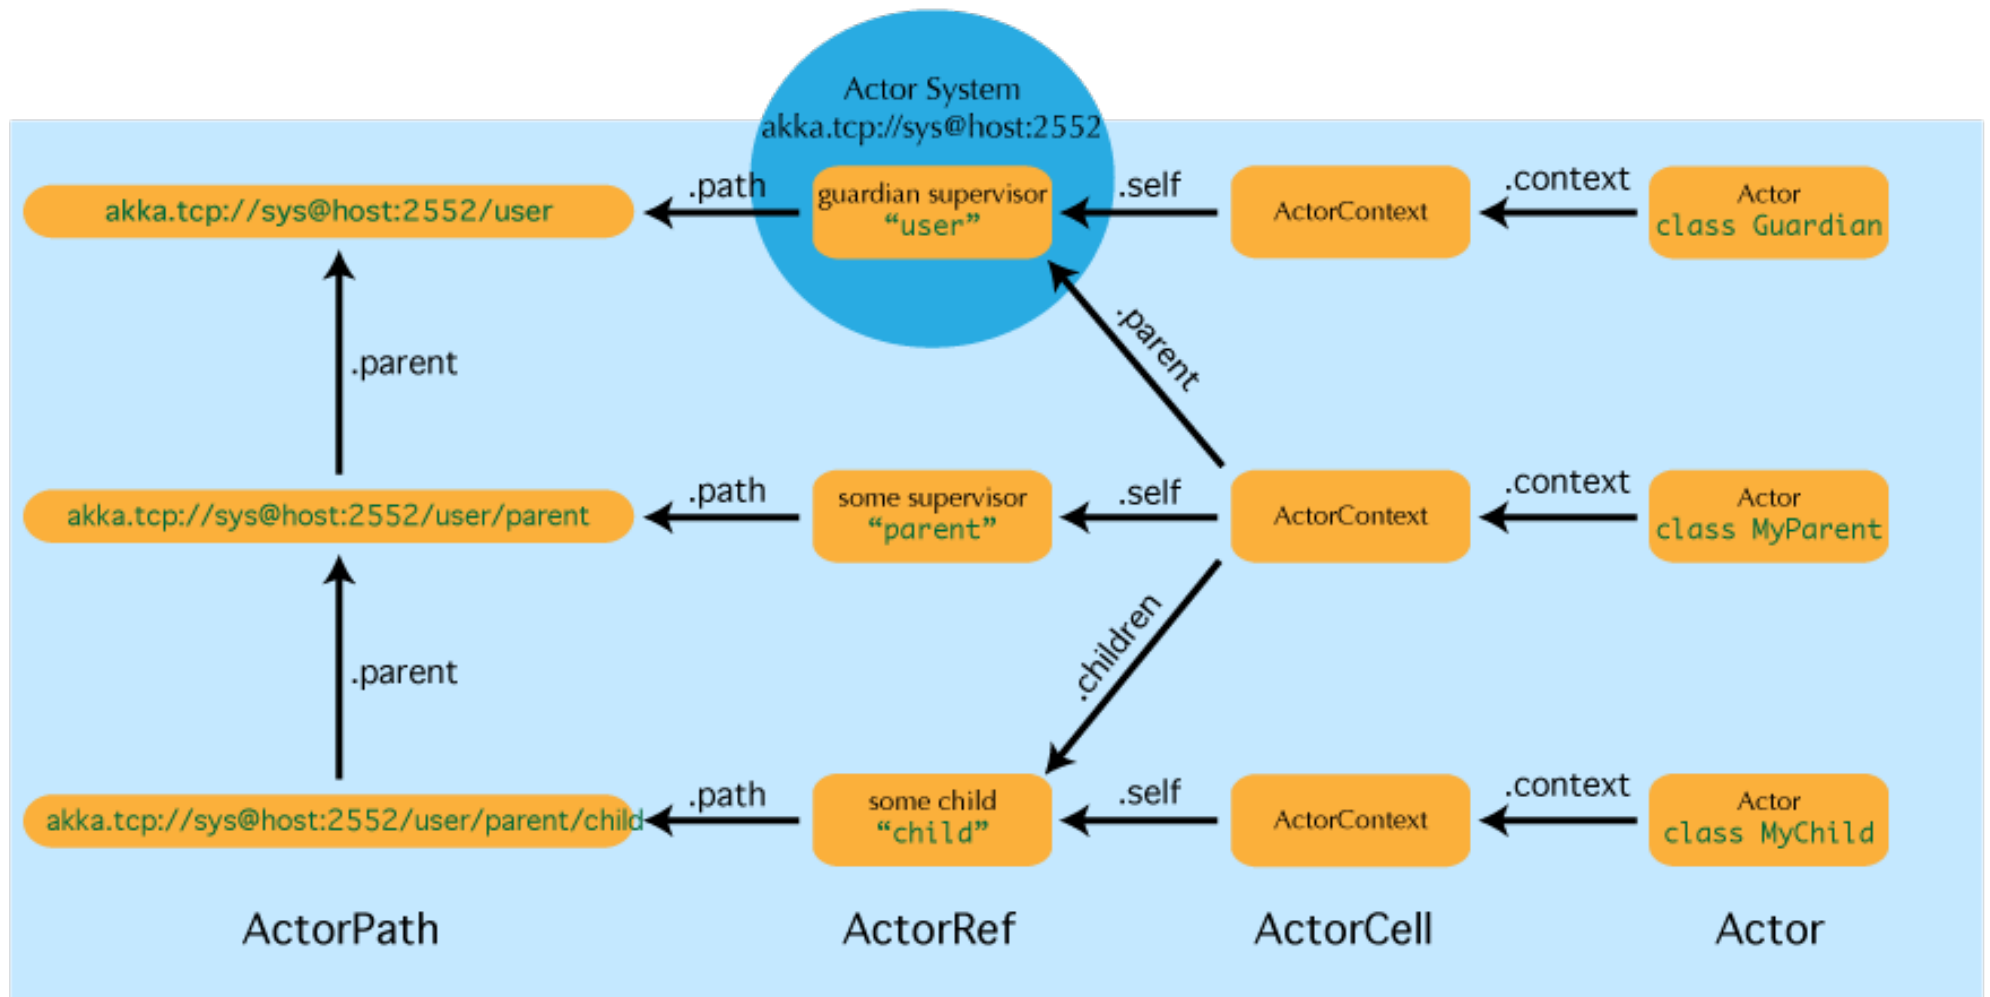 Actor System
akka.tcp://sys@host:2552
akka.tcp://sys@host:2552/user
.path
guardian supervisor
“user”
.self
ActorContext
.context
Actor
class Guardian
.parent
.parent
akka.tcp://sys@host:2552/user/parent
.path
some supervisor
“parent”
.self
ActorContext
.context
Actor
class MyParent
.parent
.children
akka.tcp://sys@host:2552/user/parent/child
.path
some child
“child”
.self
ActorContext
.context
Actor
class MyChild
ActorPath
ActorRef
ActorCell
Actor